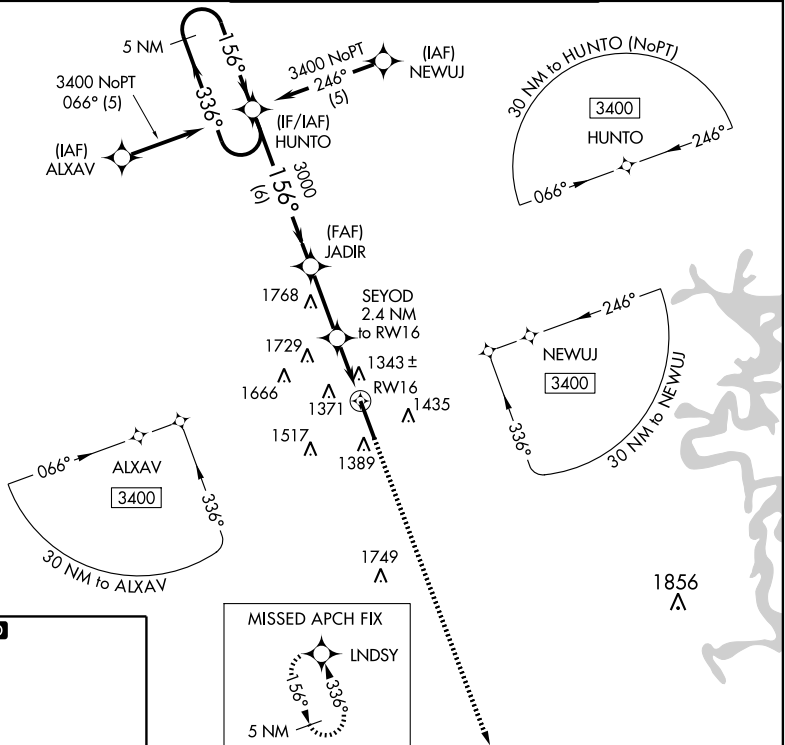 5 NM
156°
336°
3400 NoPT
066° (5)
(IAF)
ALXAV
3400 NoPT
246°
(5)
(IAF)
NEWUJ
(IF/IAF)
HUNTO
3000
156°
(6)
(FAF)
JADIR
SEYOD
2.4 NM
to RW16
1768
1729
1666
1343 ±
RW16
1371
1435
1517
1389
1749
1856
30 NM to HUNTO (NoPT)
3400
HUNTO
066°
246°
246°
NEWUJ
3400
336°
30 NM to NEWUJ
066°
ALXAV
3400
336°
30 NM to ALXAV
MISSED APCH FIX
LNDSY
156°
336°
5 NM